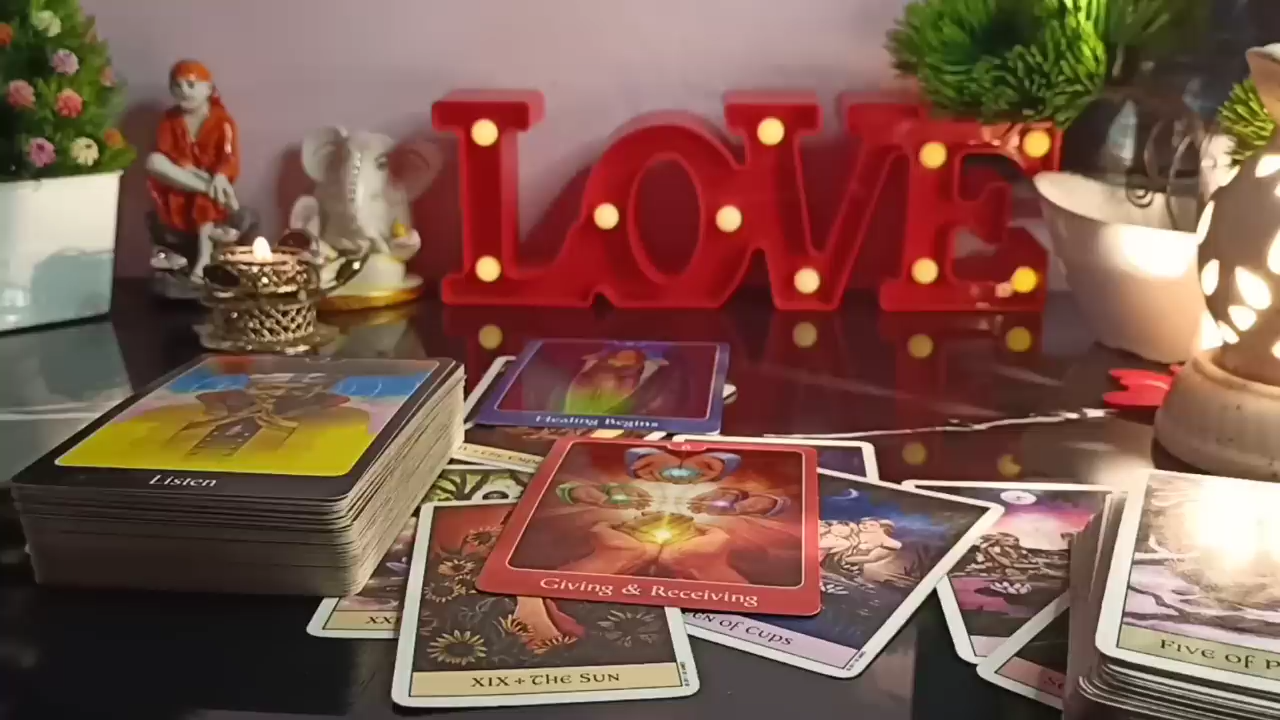 LOVE
Healing Begins
Listen
Giving & Receiving
OF CUPS
XIX + THE SUN
FIVE OF